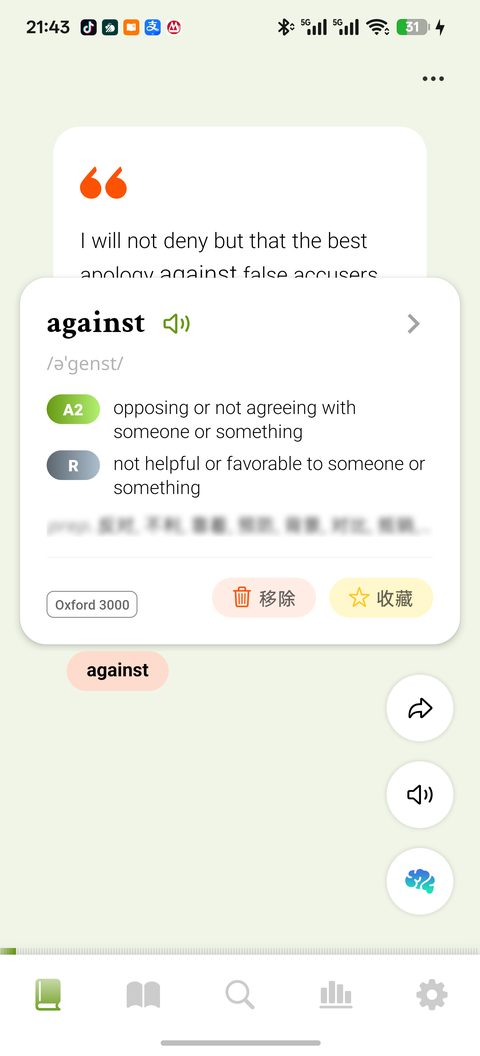 21:43
5G
5G
31
I will not deny but that the best
apology against false accusers
against
/ə'genst/
A2
opposing or not agreeing with
someone or something
R
not helpful or favorable to someone or
something
Oxford 3000
移除
收藏
against